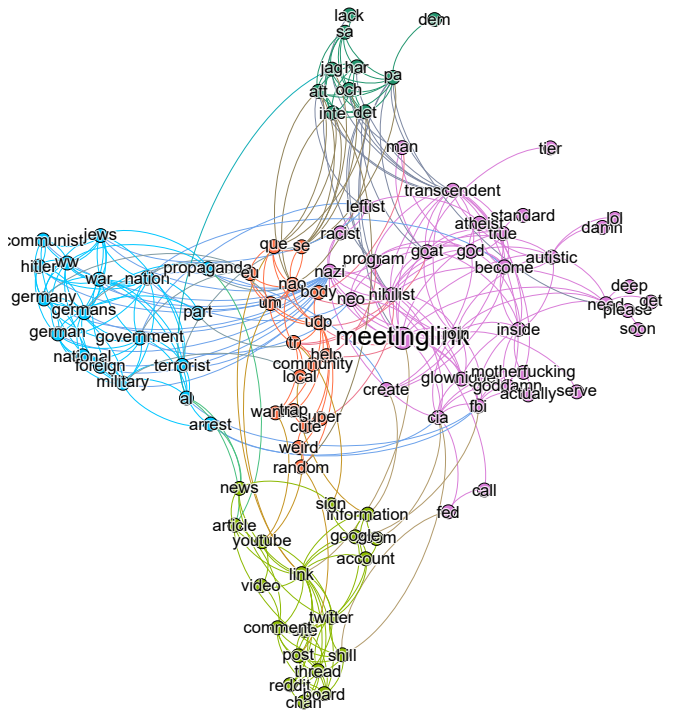 lack
sa
dem
jag
har
pa
att
och
inte
det
man
tier
transcendent
leftist
standard
lol
atheist
damn
true
racist
communist
jews
que
se
goat
god
autistic
program
hitler
ww
propaganda
eu
nazi
become
war
nation
nao
body
neo
nihilist
deep
germany
um
need
get
germans
part
please
udp
german
government
meetinglink
join
inside
soon
tr
national
help
foreign
terrorist
community
local
military
motherfucking
goddamn
create
actually
serve
al
want
trap
super
cia
fbi
arrest
cute
weird
random
news
call
sign
information
fed
article
youtube
google
account
link
video
twitter
comment
post
shill
thread
reddit
board
chan